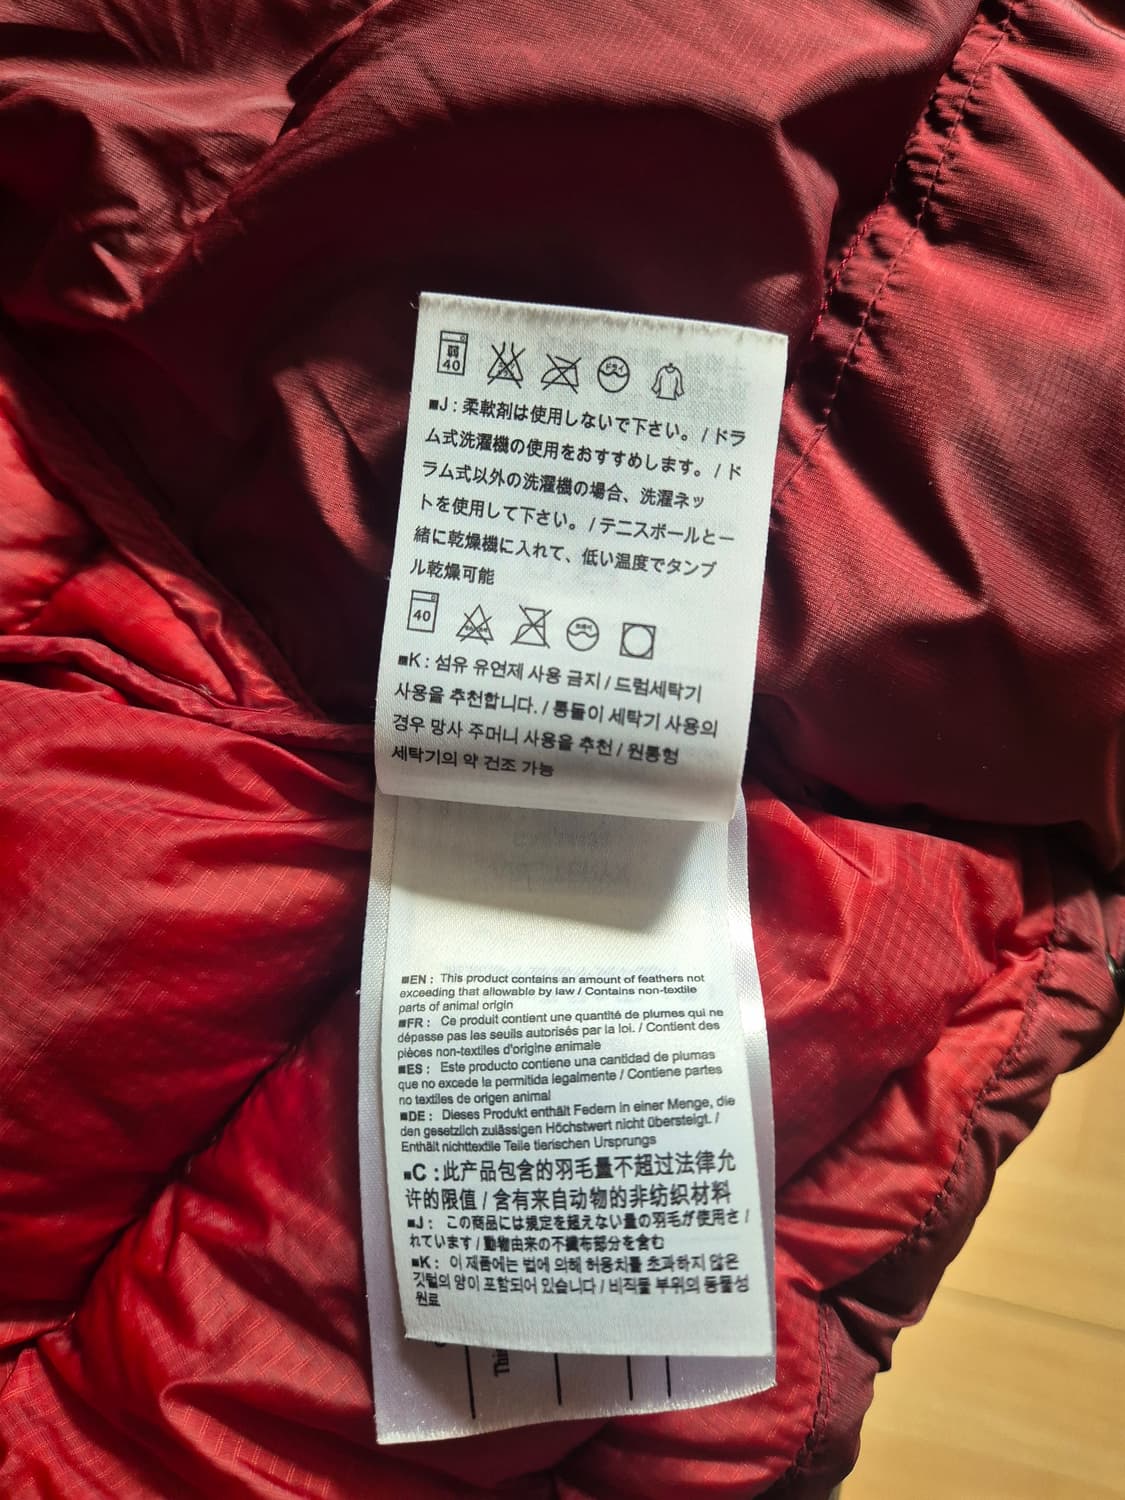 弱
40
■J : 柔軟剤は使用しないで下さい。 / ドラ
ム式洗濯機の使用をおすすめします。 / ド
ラム式以外の洗濯機の場合、洗濯ネッ
トを使用して下さい。 / テニスボールと一
緒に乾燥機に入れて、低い温度でタンブ
ル乾燥可能
40
■K : 섬유 유연제 사용 금지 / 드럼세탁기
사용을 추천합니다. / 통돌이 세탁기 사용의
경우 망사 주머니 사용을 추천 / 원통형
세탁기의 약 건조 가능
■EN : This product contains an amount of feathers not
exceeding that allowable by law / Contains non-textile
parts of animal origin
■FR : Ce produit contient une quantité de plumes qui ne
dépasse pas les seuils autorisés par la loi. / Contient des
pièces non-textiles d'origine animale
■ES : Este producto contiene una cantidad de plumas
que no excede la permitida legalmente / Contiene partes
no textiles de origen animal
■DE : Dieses Produkt enthält Federn in einer Menge, die
den gesetzlich zulässigen Höchstwert nicht übersteigt. /
Enthält nichttextile Teile tierischen Ursprungs
■C : 此产品包含的羽毛量不超过法律允
许的限值 / 含有来自动物的非纺织材料
■J : この商品には規定を超えない量の羽毛が使用さ /
れています / 動物由来の不織布部分を含む
■K : 이 제품에는 법에 의해 허용치를 초과하지 않은
깃털의 양이 포함되어 있습니다 / 비직물 부위의 동물성
원료